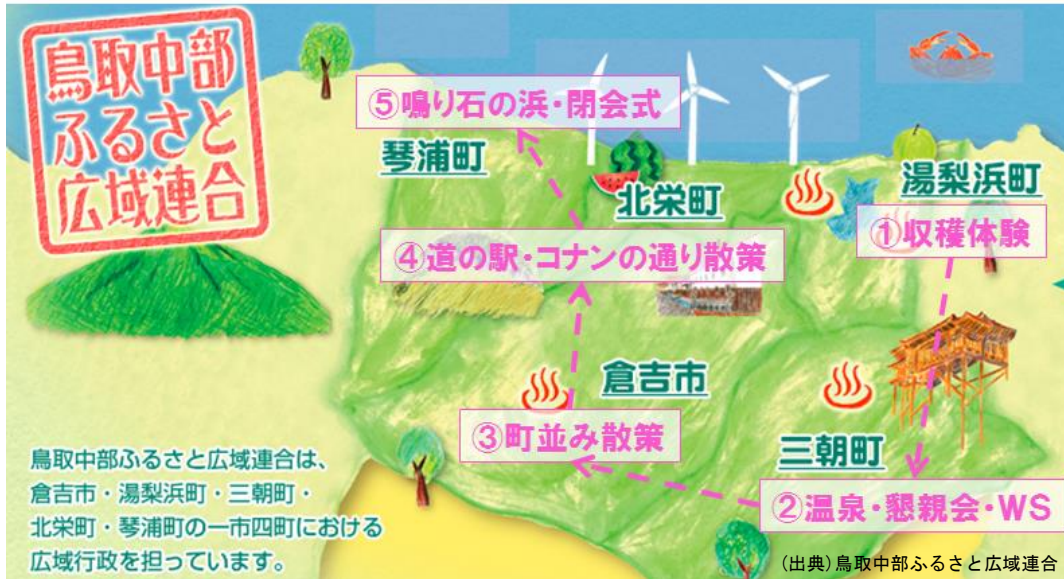 鳥取中部
ふるさと
広域連合
⑤鳴り石の浜・閉会式
琴浦町
北栄町
湯梨浜町
①収穫体験
④道の駅・コナンの通り散策
倉吉市
③町並み散策
三朝町
②温泉・懇親会・WS
鳥取中部ふるさと広域連合は、
倉吉市・湯梨浜町・三朝町・
北栄町・琴浦町の一市四町における
広域行政を担っています。
(出典)鳥取中部ふるさと広域連合